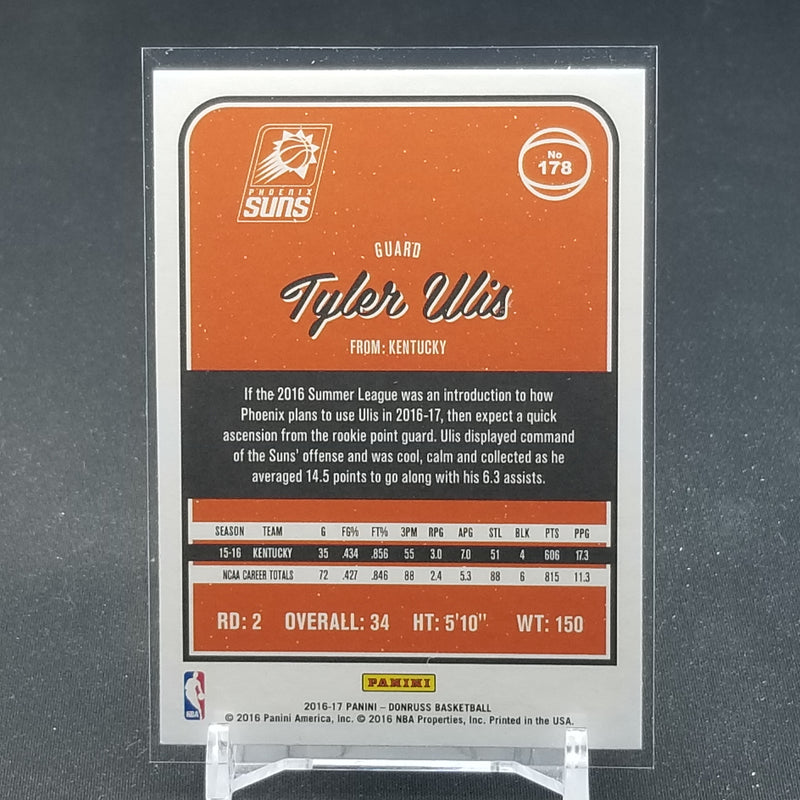 PHOENIX
SUNS
No
178
GUARD
Tyler Ulis
FROM: KENTUCKY
If the 2016 Summer League was an introduction to how
Phoenix plans to use Ulis in 2016-17, then expect a quick
ascension from the rookie point guard. Ulis displayed command
of the Suns' offense and was cool, calm and collected as he
averaged 14.5 points to go along with his 6.3 assists.
SEASON TEAM G FG% FT% 3PM RPG APG STL BLK PTS PPG
15-16 KENTUCKY 35 .434 .856 55 3.0 7.0 51 4 606 17.3
NCAA CAREER TOTALS 72 .427 .846 88 2.4 5.3 88 6 815 11.3
RD: 2 OVERALL: 34 HT: 5'10" WT: 150
PANINI
NBA
2016-17 PANINI – DONRUSS BASKETBALL
© 2016 Panini America, Inc. © 2016 NBA Properties, Inc. Printed in the USA.